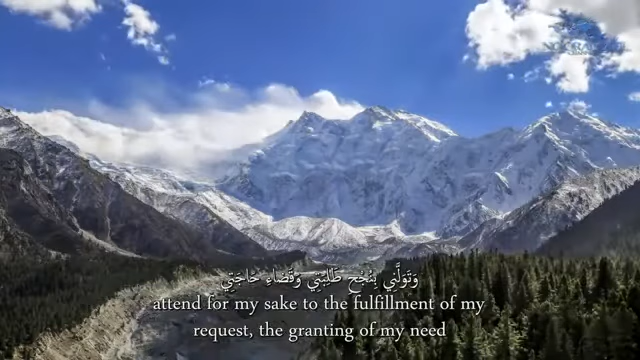 وَتَوَلَّنِي بِنُجْحِ طَلِبَتِي وَقَضَاءِ حَاجَتِي
attend for my sake to the fulfillment of my
request, the granting of my need